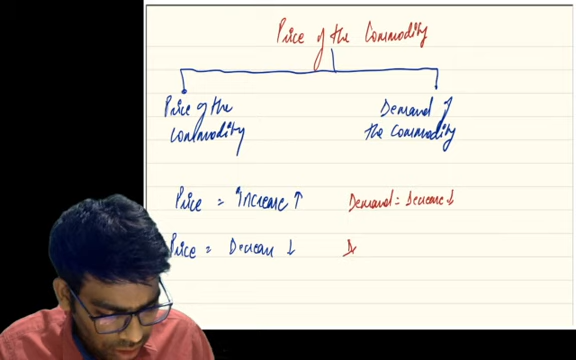 Price of the Commodity
Price of the
Commodity
Demand of
the Commodity
Price = Increase ↑
Demand = Decrease ↓
Price = Decrease ↓
D